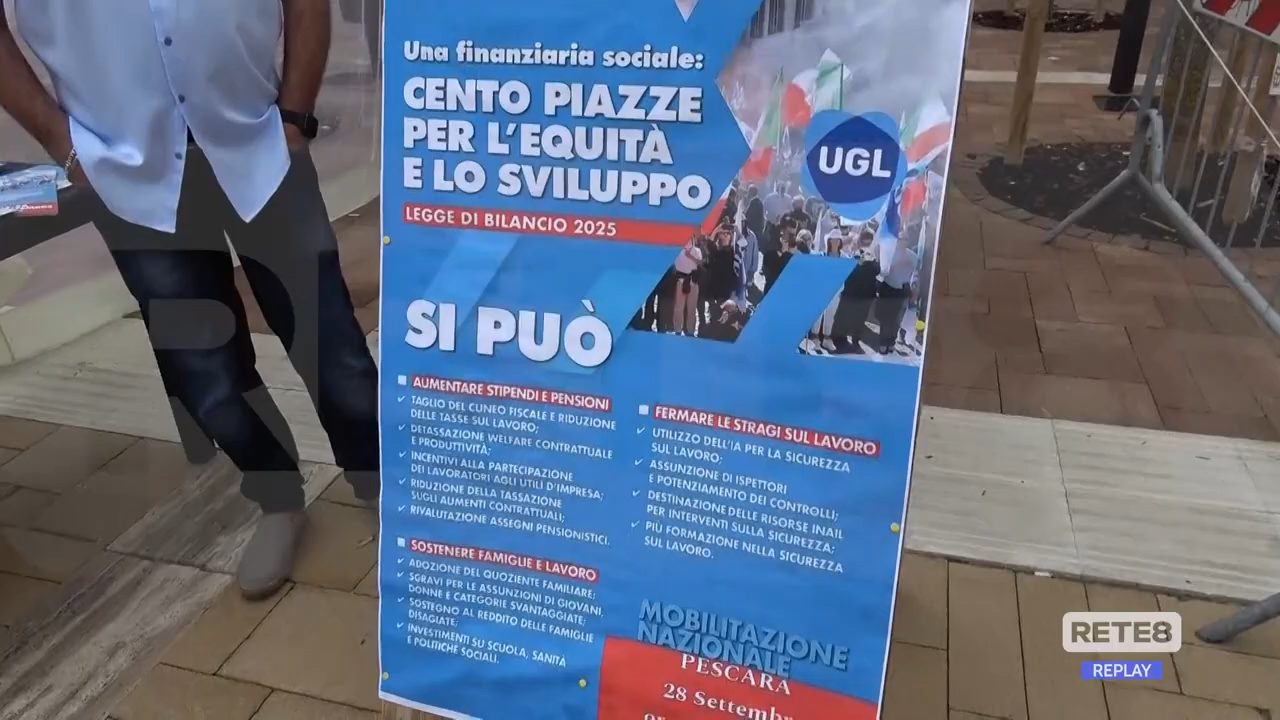 Una finanziaria sociale:
CENTO PIAZZE
PER L'EQUITÀ
E LO SVILUPPO
LEGGE DI BILANCIO 2025
UGL
SI PUÒ
AUMENTARE STIPENDI E PENSIONI
TAGLIO DEL CUNEO FISCALE E RIDUZIONE
DELLE TASSE SUL LAVORO;
DETASSAZIONE WELFARE CONTRATTUALE
E PRODUTTIVITÀ;
INCENTIVI ALLA PARTECIPAZIONE
DEI LAVORATORI AGLI UTILI D'IMPRESA;
RIDUZIONE DELLA TASSAZIONE
SUGLI AUMENTI CONTRATTUALI;
RIVALUTAZIONE ASSEGNI PENSIONISTICI.
SOSTENERE FAMIGLIE E LAVORO
ADOZIONE DEL QUOZIENTE FAMILIARE;
SGRAVI PER LE ASSUNZIONI DI GIOVANI,
DONNE E CATEGORIE SVANTAGGIATE;
SOSTEGNO AL REDDITO DELLE FAMIGLIE
DISAGIATE;
INVESTIMENTI SU SCUOLA, SANITÀ
E POLITICHE SOCIALI.
FERMARE LE STRAGI SUL LAVORO
UTILIZZO DELL'IA PER LA SICUREZZA
SUL LAVORO;
ASSUNZIONE DI ISPETTORI
E POTENZIAMENTO DEI CONTROLLI;
DESTINAZIONE DELLE RISORSE INAIL
PER INTERVENTI SULLA SICUREZZA;
PIÙ FORMAZIONE NELLA SICUREZZA
SUL LAVORO.
MOBILITAZIONE
NAZIONALE
PESCARA
28 Settemb
RETE8
REPLAY